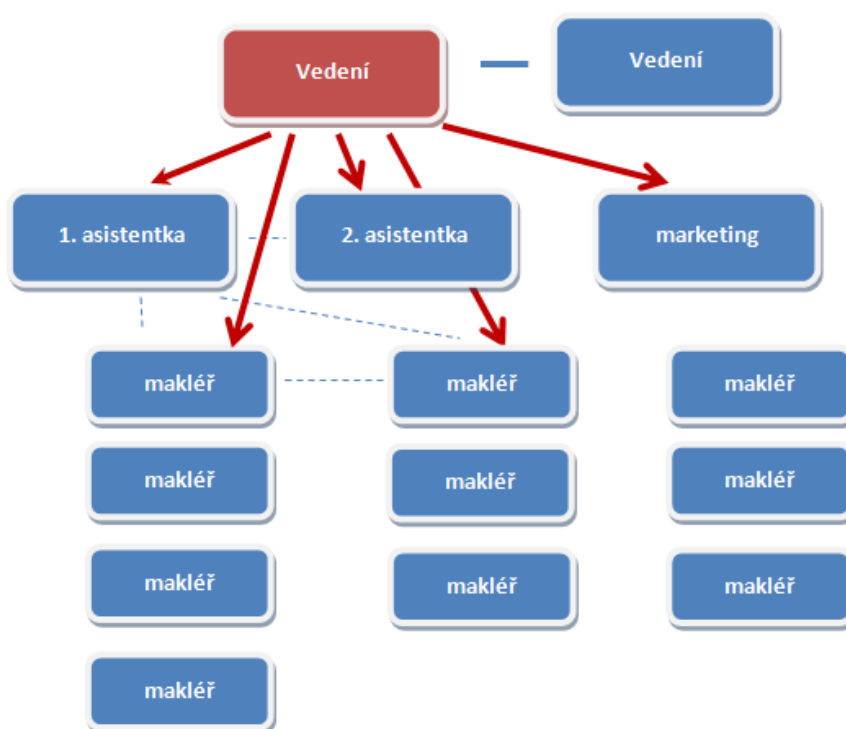 Vedení
Vedení
1. asistentka
2. asistentka
marketing
makléř
makléř
makléř
makléř
makléř
makléř
makléř
makléř
makléř
makléř